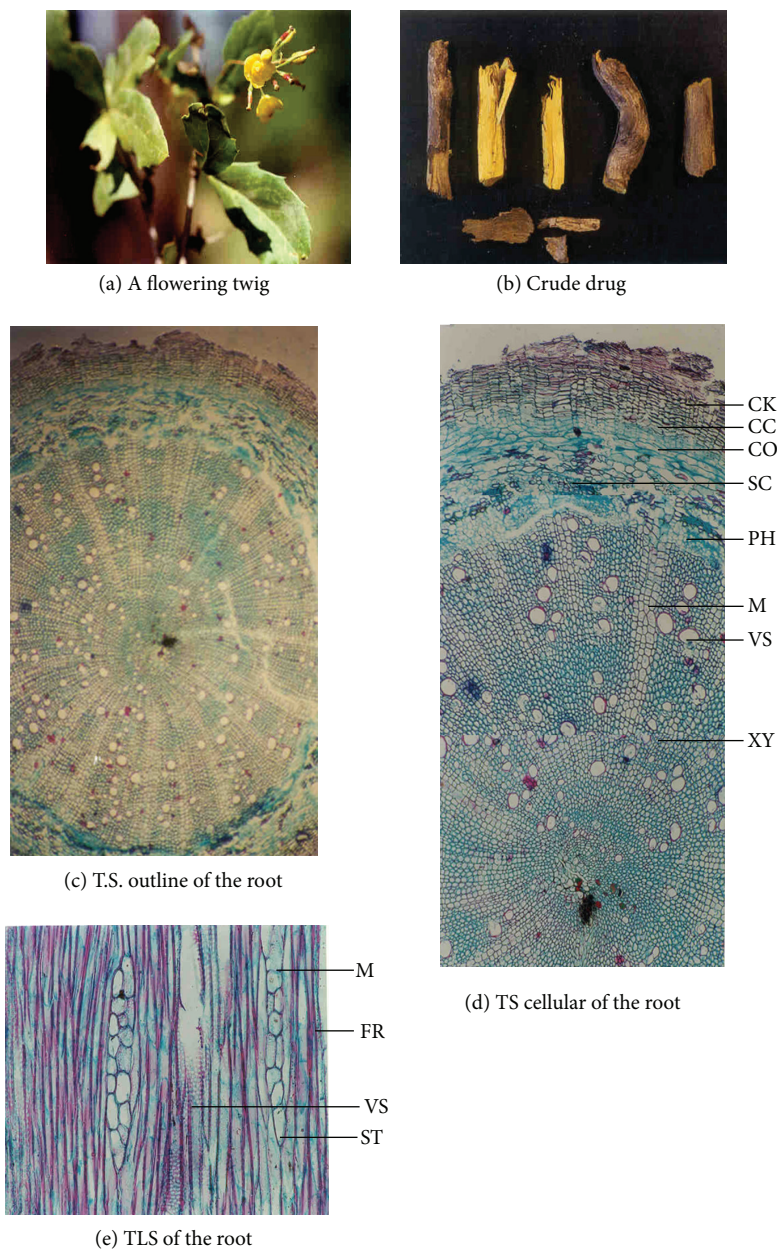 (a) A flowering twig
(b) Crude drug
(c) T.S. outline of the root
CK
CC
CO
SC
PH
M
VS
XY
(d) TS cellular of the root
M
FR
VS
ST
(e) TLS of the root